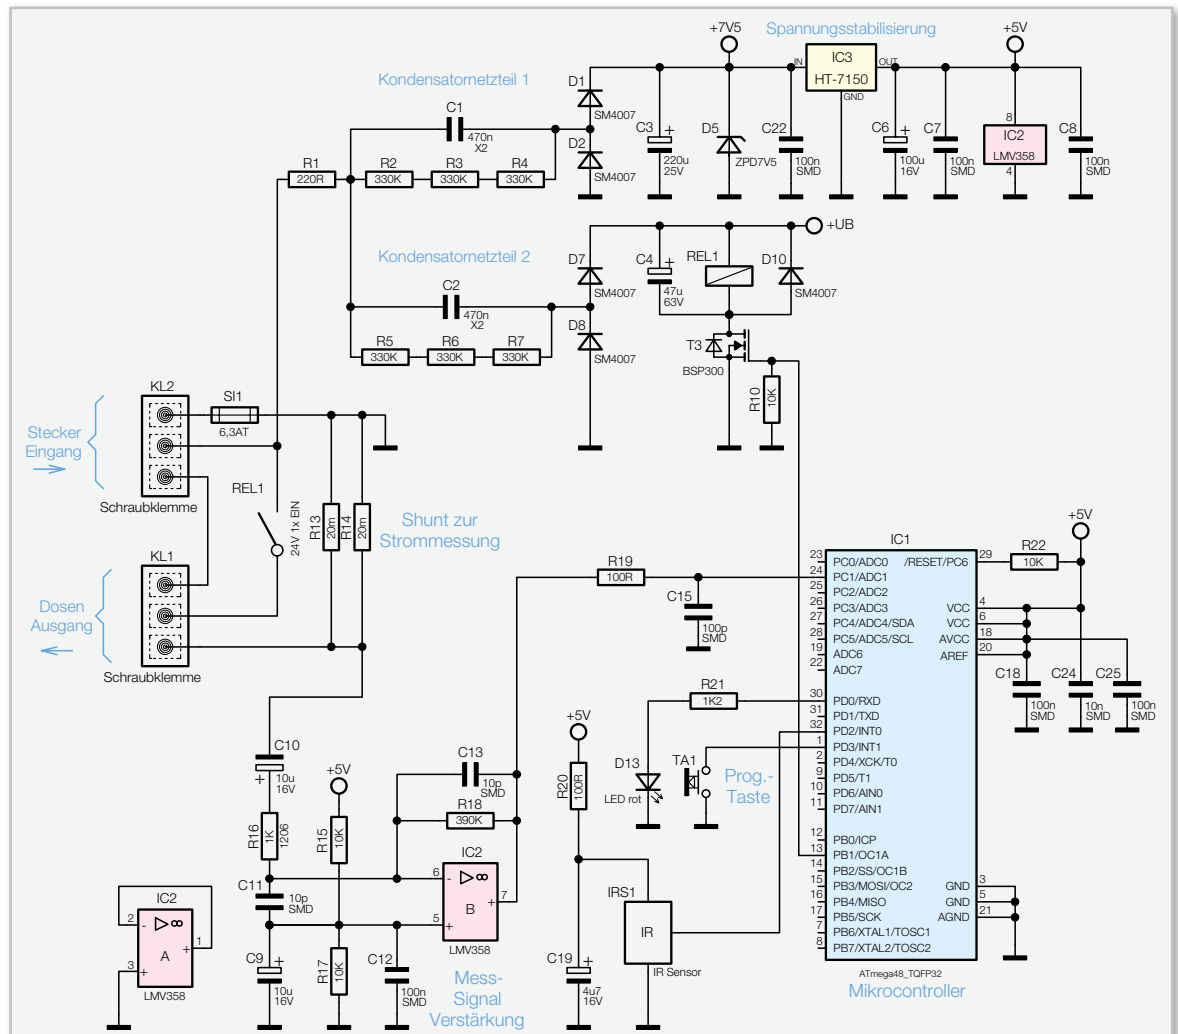 +7V5
Spannungsstabilisierung
+5V
IN
IC3
HT-7150
OUT
GND
Kondensatornetzteil 1
C1
470n
X2
D1
SM4007
D2
SM4007
C3
+
220u
25V
D5
ZPD7V5
C22
100n
SMD
C6
+
100u
16V
C7
100n
SMD
8
IC2
LMV358
4
C8
100n
SMD
R1
220R
R2
330K
R3
330K
R4
330K
+UB
Kondensatornetzteil 2
C2
470n
X2
D7
SM4007
D8
SM4007
C4
+
47u
63V
REL1
D10
SM4007
R5
330K
R6
330K
R7
330K
T3
BSP300
R10
10K
KL2
SI1
6,3AT
Stecker
Eingang
Schraubklemme
REL1
24V 1x EIN
R13
20m
R14
20m
Shunt zur
Strommessung
KL1
Dosen
Ausgang
Schraubklemme
R19
100R
C15
100p
SMD
IC1
23
PC0/ADC0
24
PC1/ADC1
25
PC2/ADC2
26
PC3/ADC3
27
PC4/ADC4/SDA
28
PC5/ADC5/SCL
19
ADC6
22
ADC7
30
PD0/RXD
31
PD1/TXD
32
PD2/INT0
1
PD3/INT1
2
PD4/XCK/T0
9
PD5/T1
10
PD6/AIN0
11
PD7/AIN1
12
PB0/ICP
13
PB1/OC1A
14
PB2/SS/OC1B
15
PB3/MOSI/OC2
16
PB4/MISO
17
PB5/SCK
7
PB6/XTAL1/TOSC1
8
PB7/XTAL2/TOSC2
/RESET/PC6
29
VCC
4
VCC
6
AVCC
18
AREF
20
GND
3
GND
5
AGND
21
ATmega48_TQFP32
Mikrocontroller
+5V
R22
10K
C18
100n
SMD
C24
10n
SMD
C25
100n
SMD
R21
1K2
D13
LED rot
TA1
Prog.-
Taste
+5V
R20
100R
C10
+
10u
16V
R16
1K
1206
+5V
R15
10K
C13
10p
SMD
R18
390K
IC2
6
-
∞
B
+
7
5
+
LMV358
C11
10p
SMD
C9
+
10u
16V
R17
10K
C12
100n
SMD
Mess-
Signal
Verstärkung
IC2
2
-
∞
A
+
1
3
+
LMV358
IRS1
IR
IR Sensor
C19
+
4u7
16V